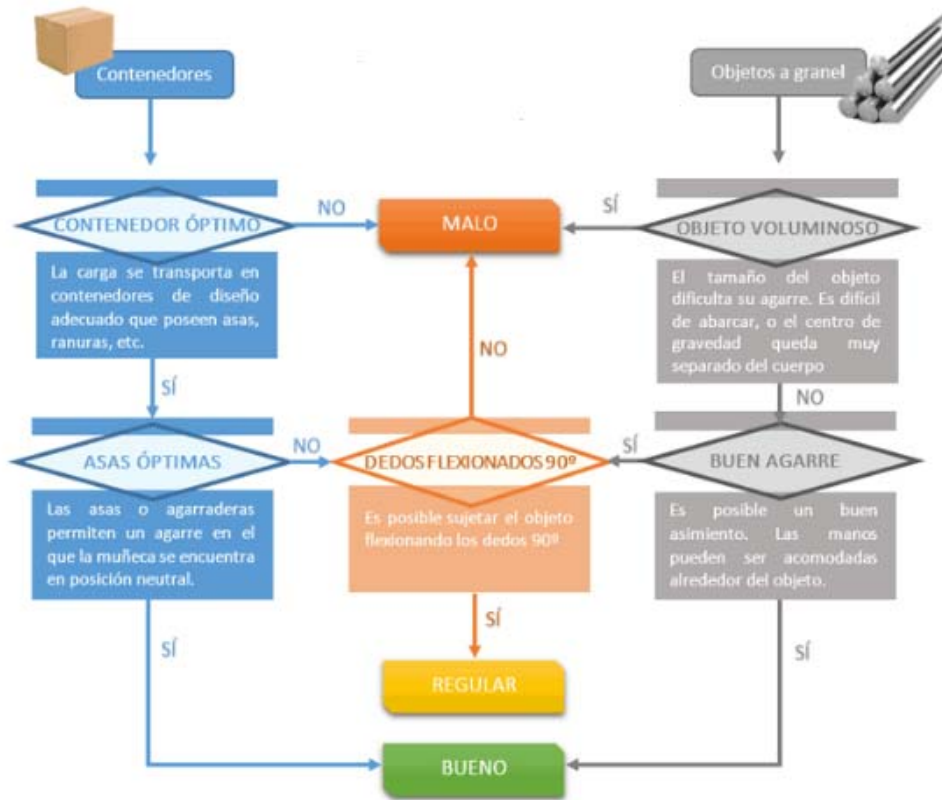 Contenedores
Objetos a granel
CONTENEDOR ÓPTIMO
NO
MALO
SÍ
OBJETO VOLUMINOSO
La carga se transporta en
contenedores de diseño
adecuado que poseen asas,
ranuras, etc.
El tamaño del objeto
dificulta su agarre. Es difícil
de abarcar, o el centro de
gravedad queda muy
separado del cuerpo
SÍ
NO
NO
ASAS ÓPTIMAS
NO
DEDOS FLEXIONADOS 90º
SÍ
BUEN AGARRE
Las asas o agarraderas
permiten un agarre en el
que la muñeca se encuentra
en posición neutral.
Es posible sujetar el objeto
flexionando los dedos 90º
Es posible un buen
asimiento. Las manos
pueden ser acomodadas
alrededor del objeto.
SÍ
SÍ
SÍ
REGULAR
BUENO